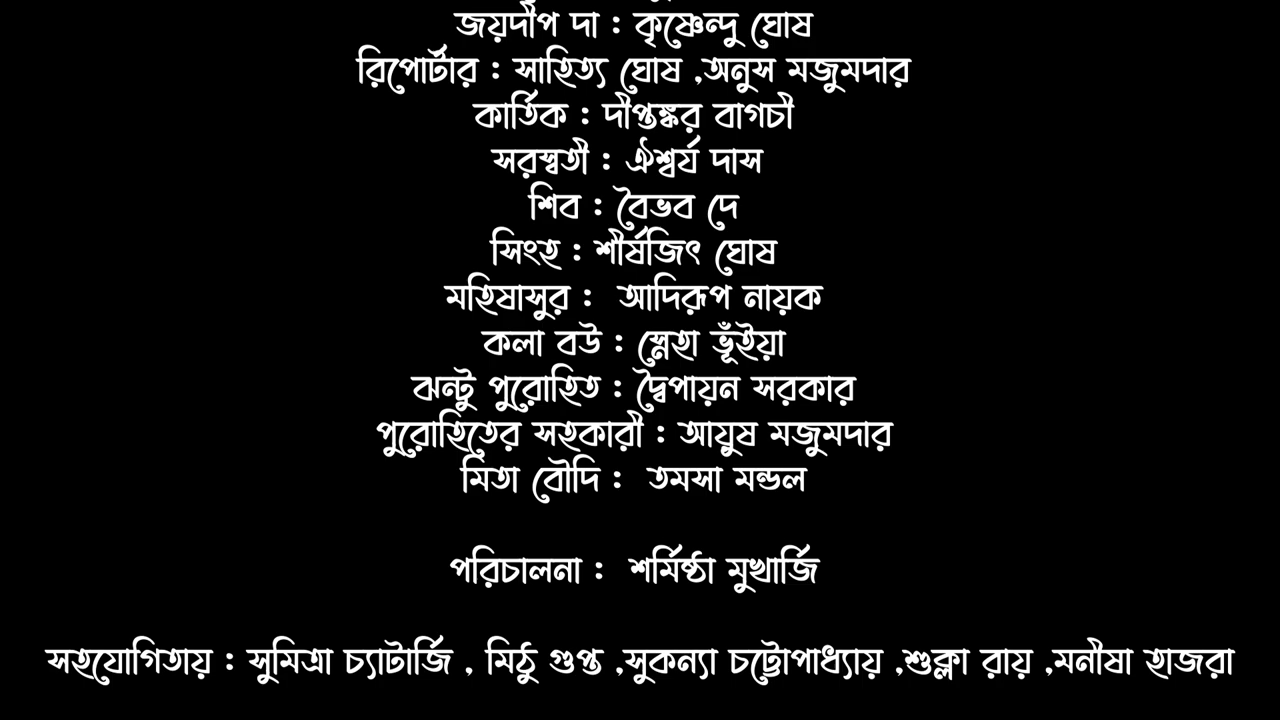 জয়দীপ দা : কৃষ্ণেন্দু ঘোষ
রিপোর্টার : সাহিত্য ঘোষ ,অনুস মজুমদার
কার্তিক : দীপ্তঙ্কর বাগচী
সরস্বতী : ঐশ্বর্য দাস
শিব : বৈভব দে
সিংহ : শীর্ষজিৎ ঘোষ
মহিষাসুর : আদিরূপ নায়ক
কলা বউ : স্নেহা ভূঁইয়া
ঝন্টু পুরোহিত : দ্বৈপায়ন সরকার
পুরোহিতের সহকারী : আয়ুষ মজুমদার
মিতা বৌদি : তমসা মন্ডল
পরিচালনা : শর্মিষ্ঠা মুখার্জি
সহযোগিতায় : সুমিত্রা চ্যাটার্জি , মিঠু গুপ্ত ,সুকন্যা চট্টোপাধ্যায় ,শুক্লা রায় ,মনীষা হাজরা